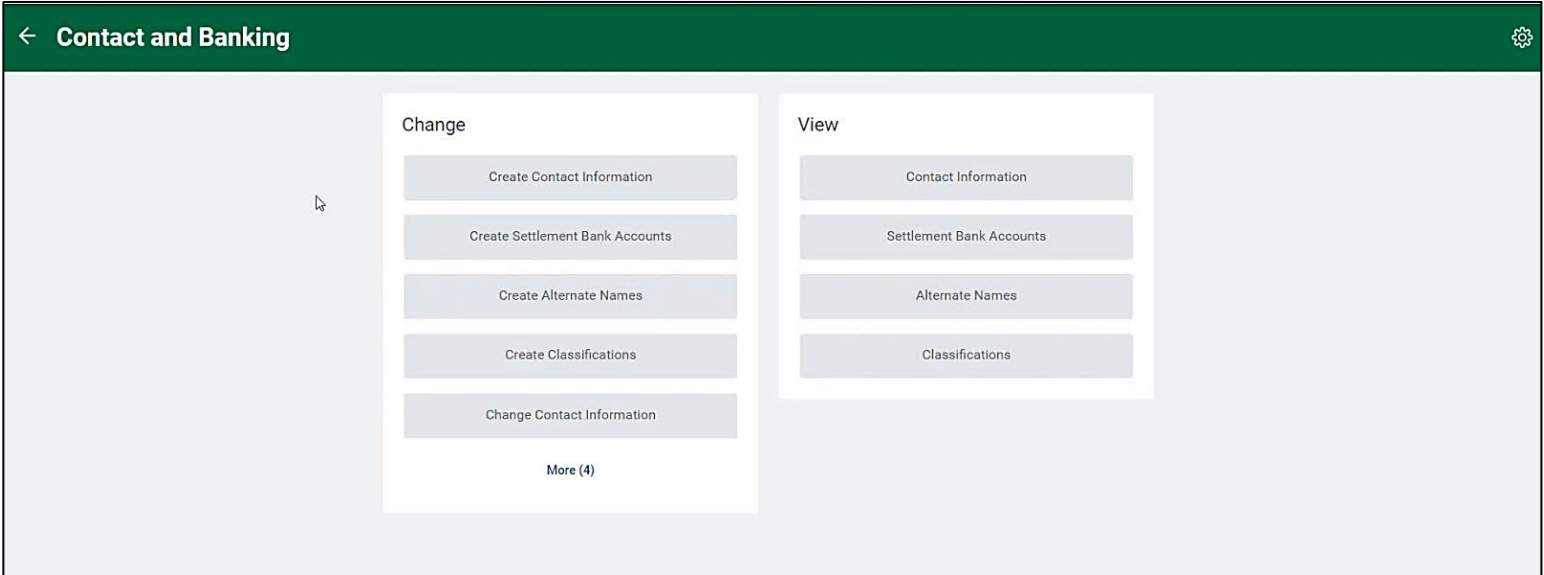 Contact and Banking
Change
Create Contact Information
Create Settlement Bank Accounts
Create Alternate Names
Create Classifications
Change Contact Information
More (4)
View
Contact Information
Settlement Bank Accounts
Alternate Names
Classifications